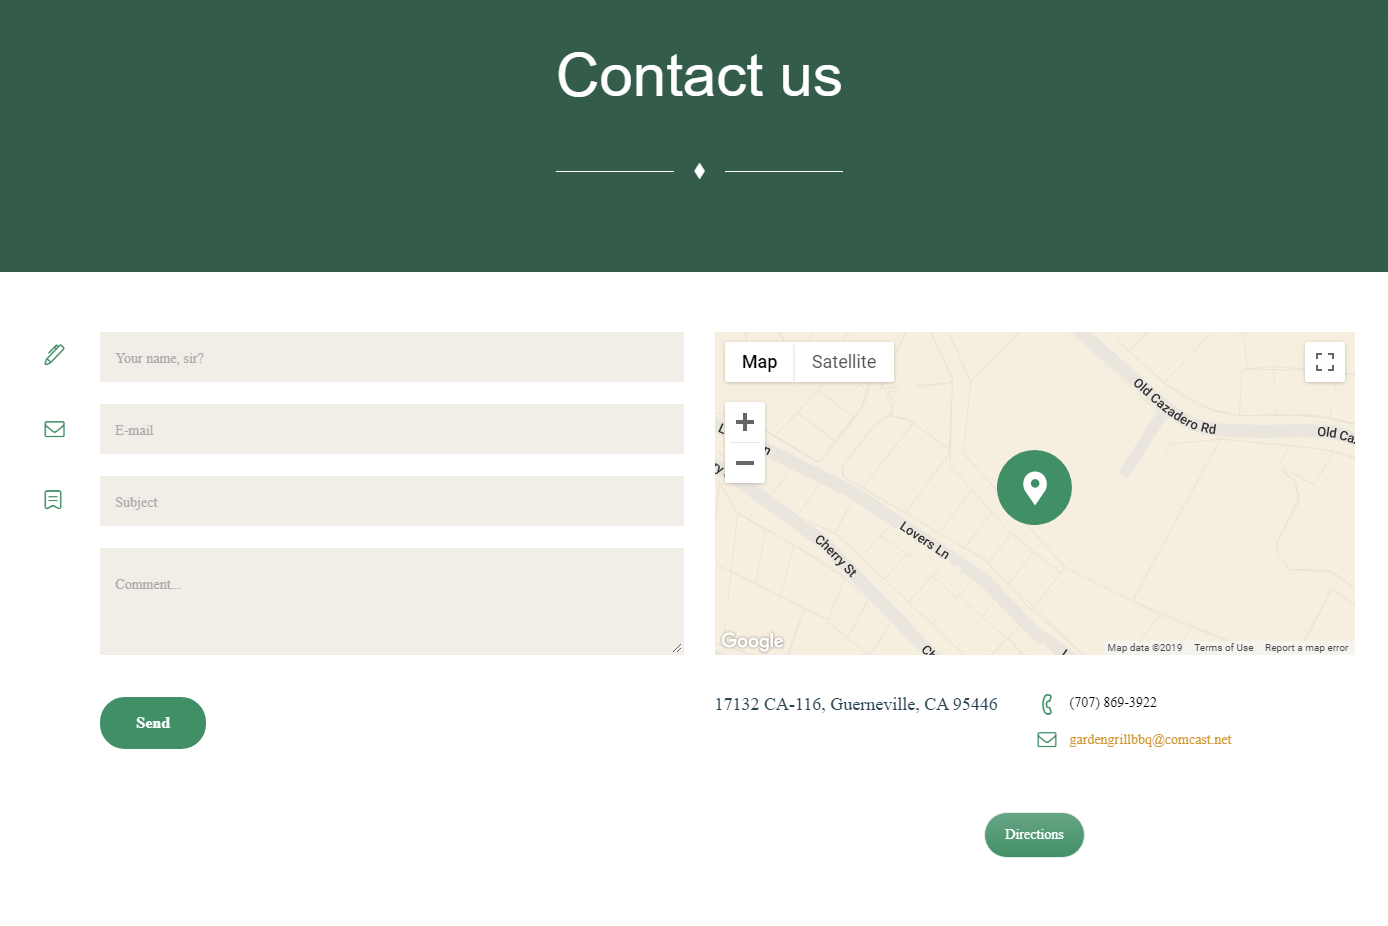 Contact us
Your name, sir?
E-mail
Subject
Comment...
Send
Map
Satellite
Old Cazadero Rd
Old Ca
Lovers Ln
Cherry St
Google
Map data ©2019
Terms of Use
Report a map error
17132 CA-116, Guerneville, CA 95446
(707) 869-3922
gardengrillbbq@comcast.net
Directions